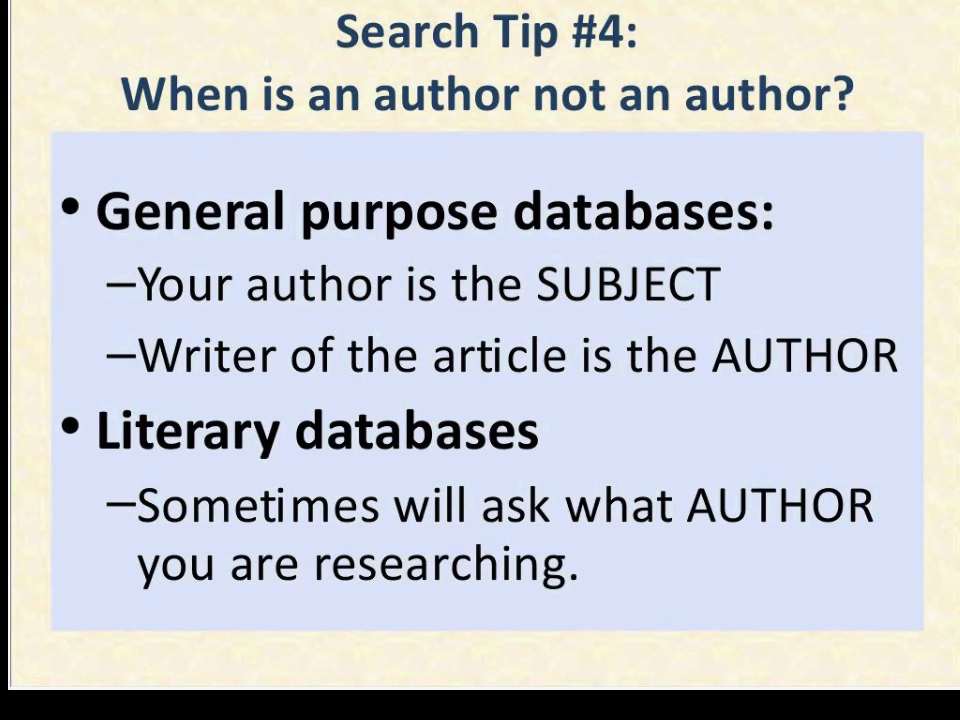 Search Tip #4:
When is an author not an author?
• General purpose databases:
–Your author is the SUBJECT
–Writer of the article is the AUTHOR
• Literary databases
–Sometimes will ask what AUTHOR
you are researching.